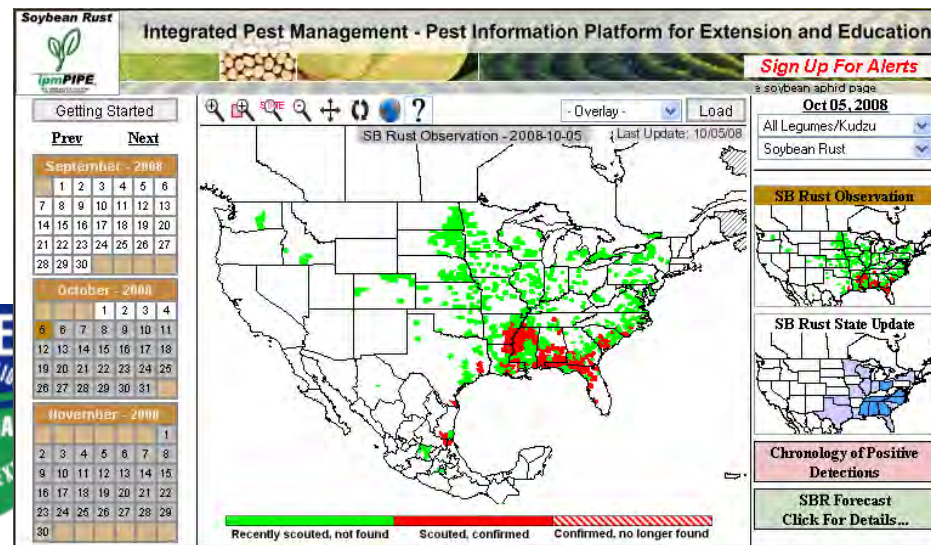 Soybean Rust
ipmPIPE
Integrated Pest Management - Pest Information Platform for Extension and Education
Sign Up For Alerts
e soybean aphid page
Getting Started
Prev Next
September - 2008
1 2 3 4 5 6
7 8 9 10 11 12 13
14 15 16 17 18 19 20
21 22 23 24 25 26 27
28 29 30
October - 2008
1 2 3 4
5 6 7 8 9 10 11
12 13 14 15 16 17 18
19 20 21 22 23 24 25
26 27 28 29 30 31
November - 2008
1
2 3 4 5 6 7 8
9 10 11 12 13 14 15
16 17 18 19 20 21 22
23 24 25 26 27 28 29
30
STATE
?
- Overlay -
Load
SB Rust Observation - 2008-10-05
Last Update: 10/05/08
Recently scouted, not found
Scouted, confirmed
Confirmed, no longer found
Oct 05, 2008
All Legumes/Kudzu
Soybean Rust
SB Rust Observation
SB Rust State Update
Chronology of Positive
Detections
SBR Forecast
Click For Details...